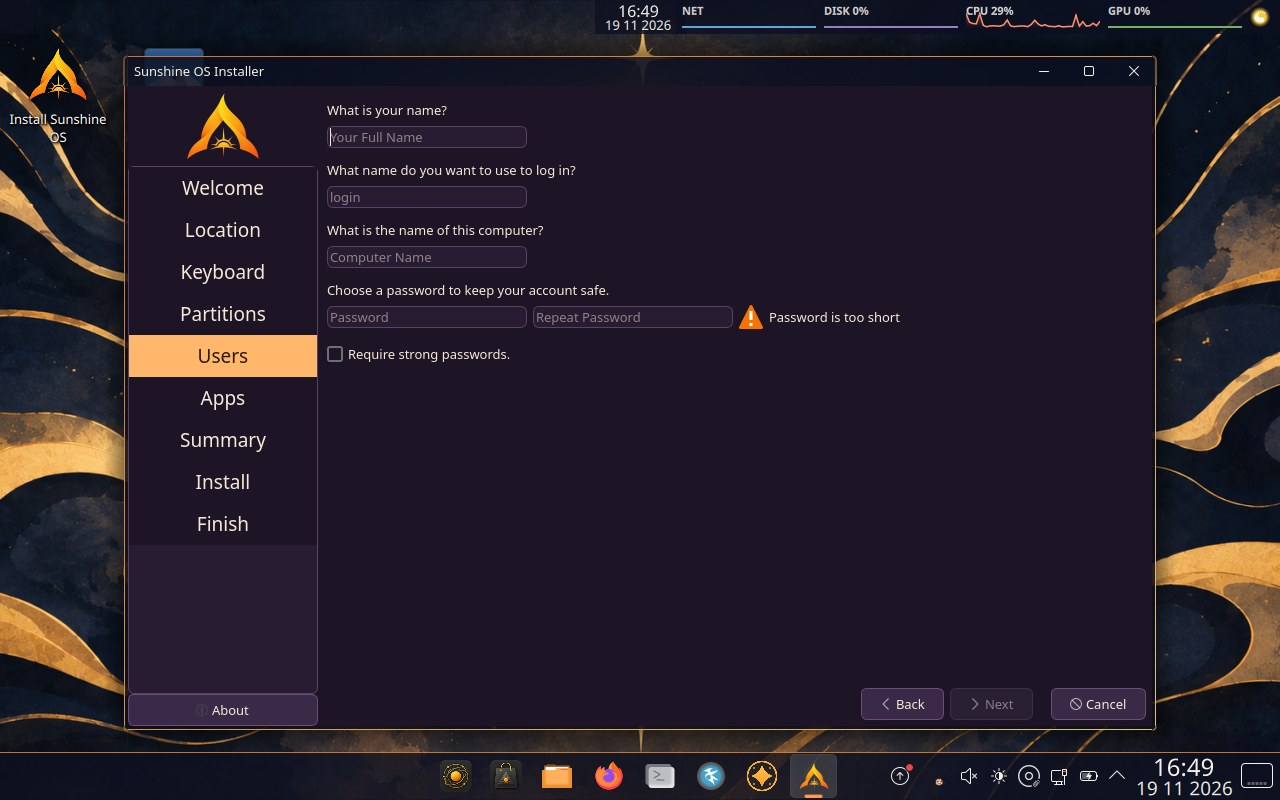 16:49
19 11 2026
NET
DISK 0%
CPU 29%
GPU 0%
Install Sunshine
OS
Sunshine OS Installer
Welcome
Location
Keyboard
Partitions
Users
Apps
Summary
Install
Finish
About
What is your name?
Your Full Name
What name do you want to use to log in?
login
What is the name of this computer?
Computer Name
Choose a password to keep your account safe.
Password
Repeat Password
Password is too short
Require strong passwords.
Back
Next
Cancel
16:49
19 11 2026